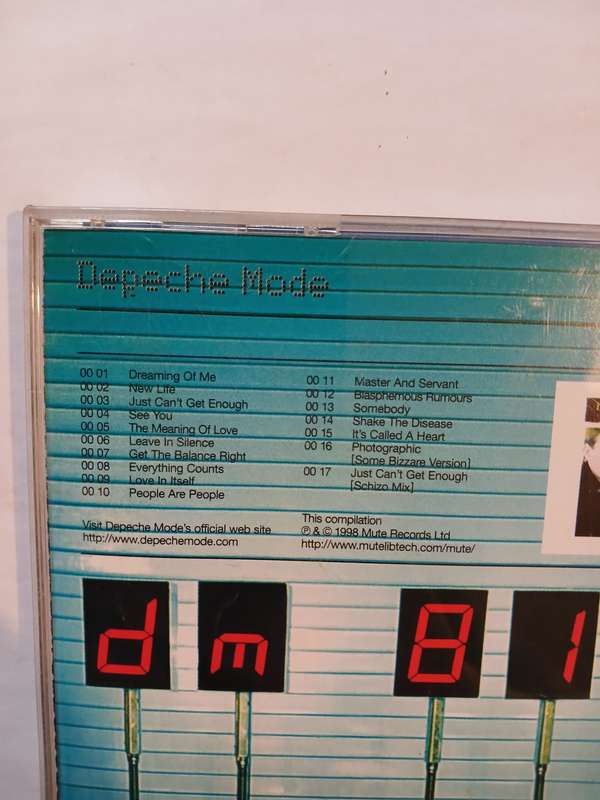 Depeche Mode
00 01 Dreaming Of Me
00 02 New Life
00 03 Just Can't Get Enough
00 04 See You
00 05 The Meaning Of Love
00 06 Leave In Silence
00 07 Get The Balance Right
00 08 Everything Counts
00 09 Love In Itself
00 10 People Are People
00 11 Master And Servant
00 12 Blasphemous Rumours
00 13 Somebody
00 14 Shake The Disease
00 15 It's Called A Heart
00 16 Photographic
[Some Bizzare Version]
00 17 Just Can't Get Enough
[Schizo Mix]
Visit Depeche Mode's official web site
http://www.depechemode.com
This compilation
℗ & © 1998 Mute Records Ltd
http://www.mutelibtech.com/mute/
dm 81